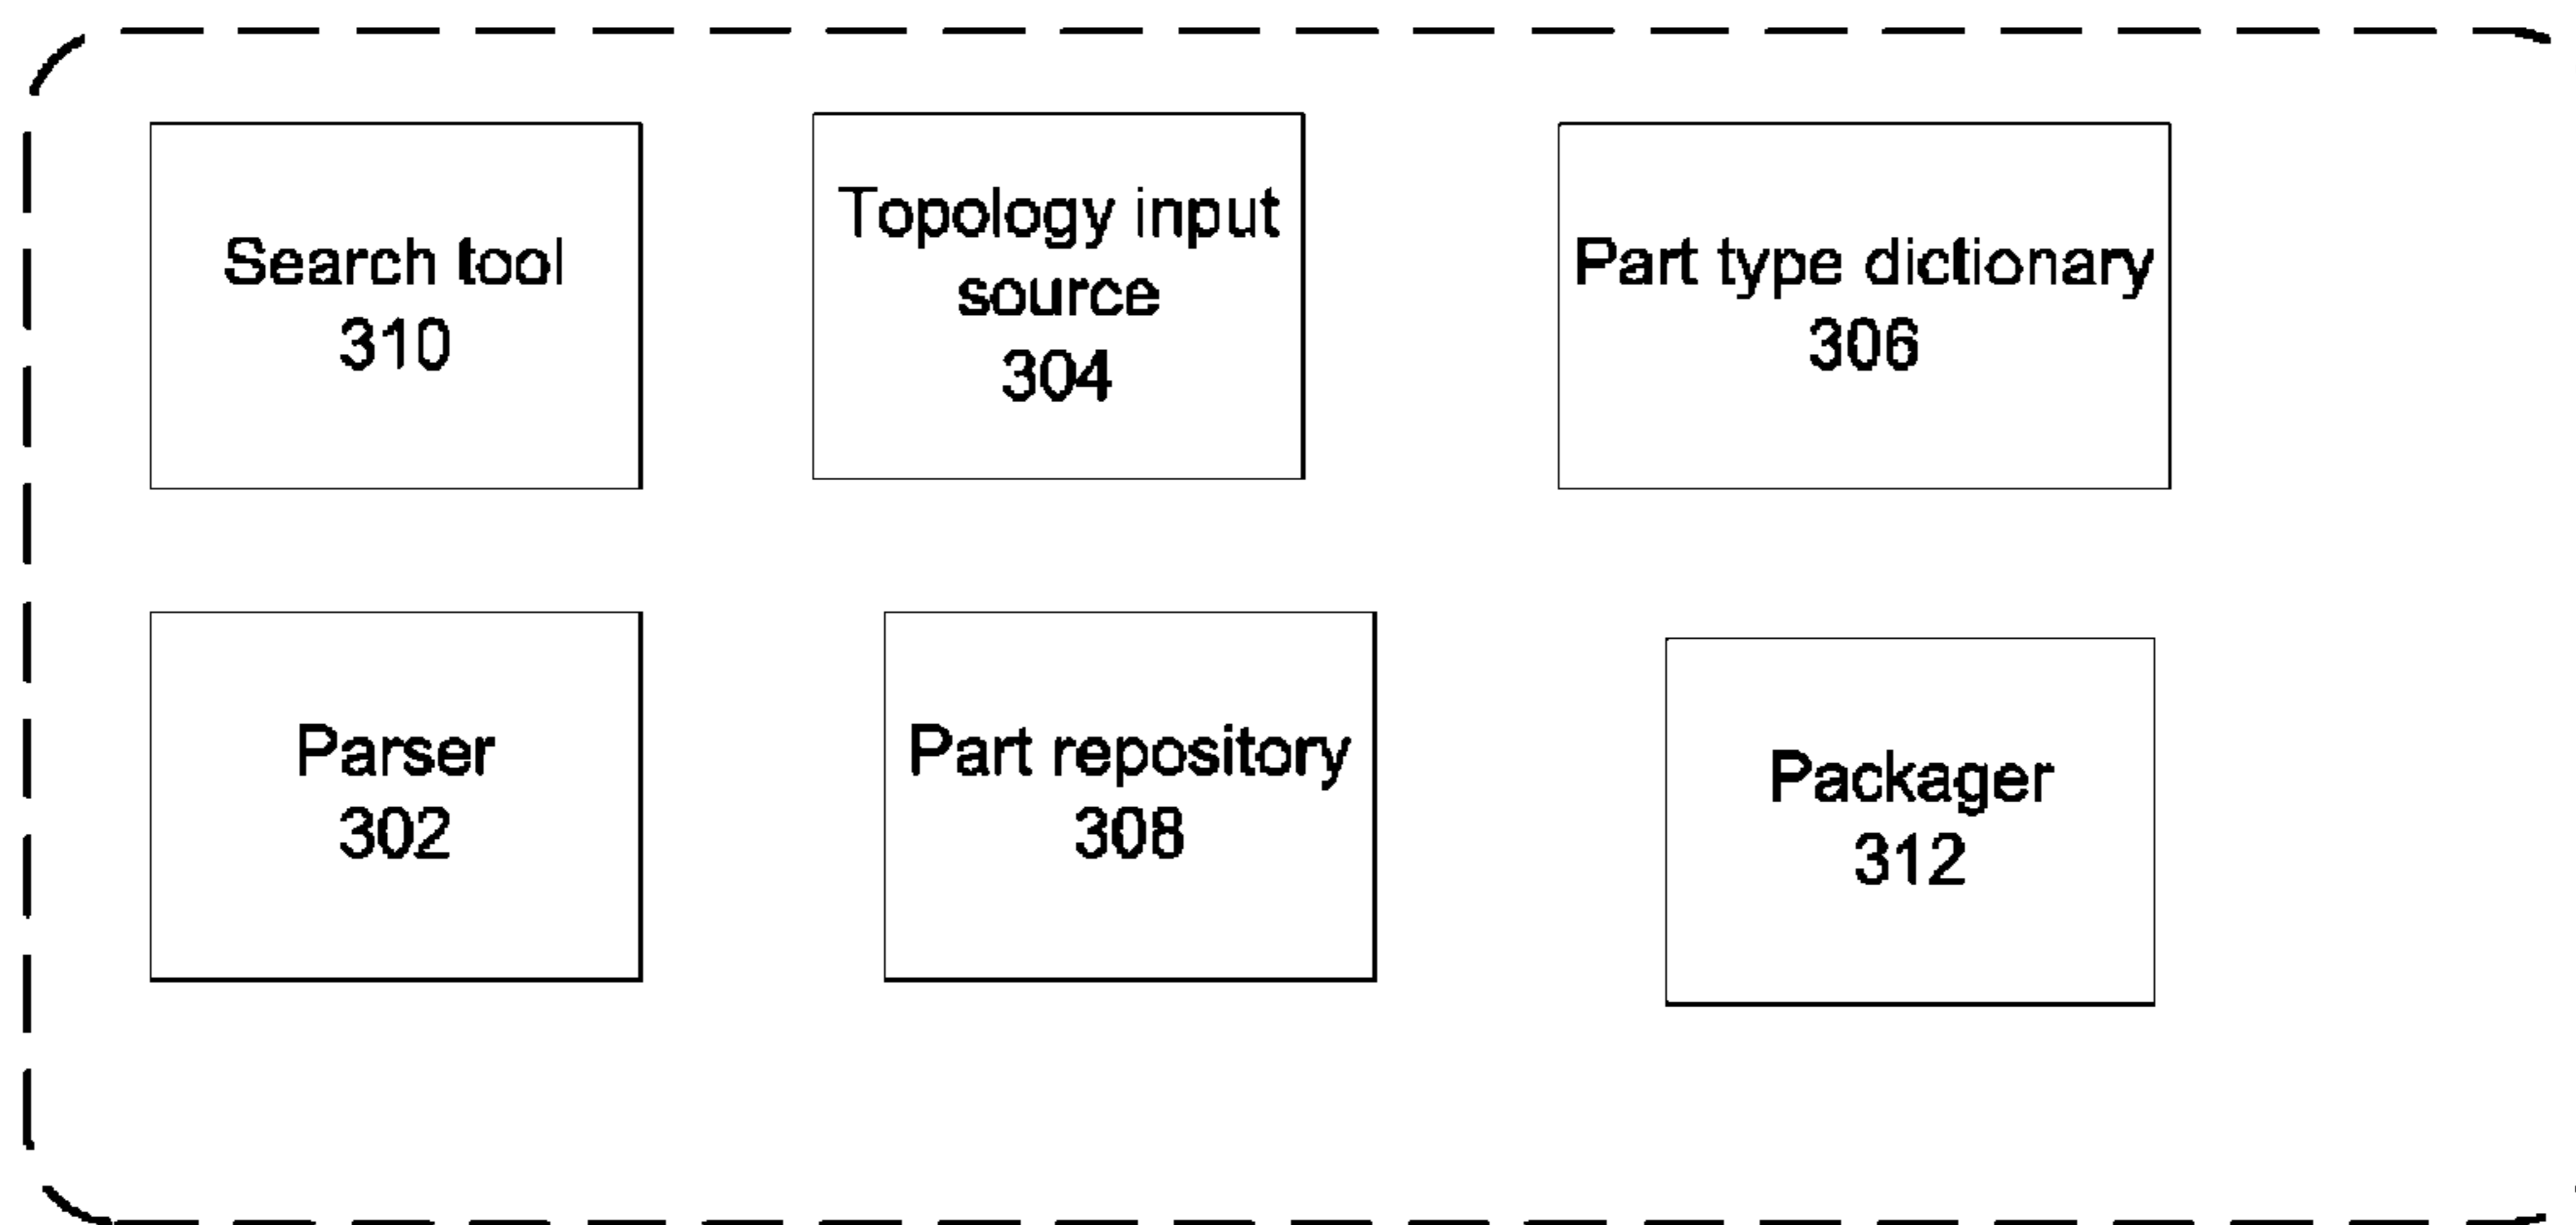 Search tool
310
Topology input
source
304
Part type dictionary
306
Parser
302
Part repository
308
Packager
312